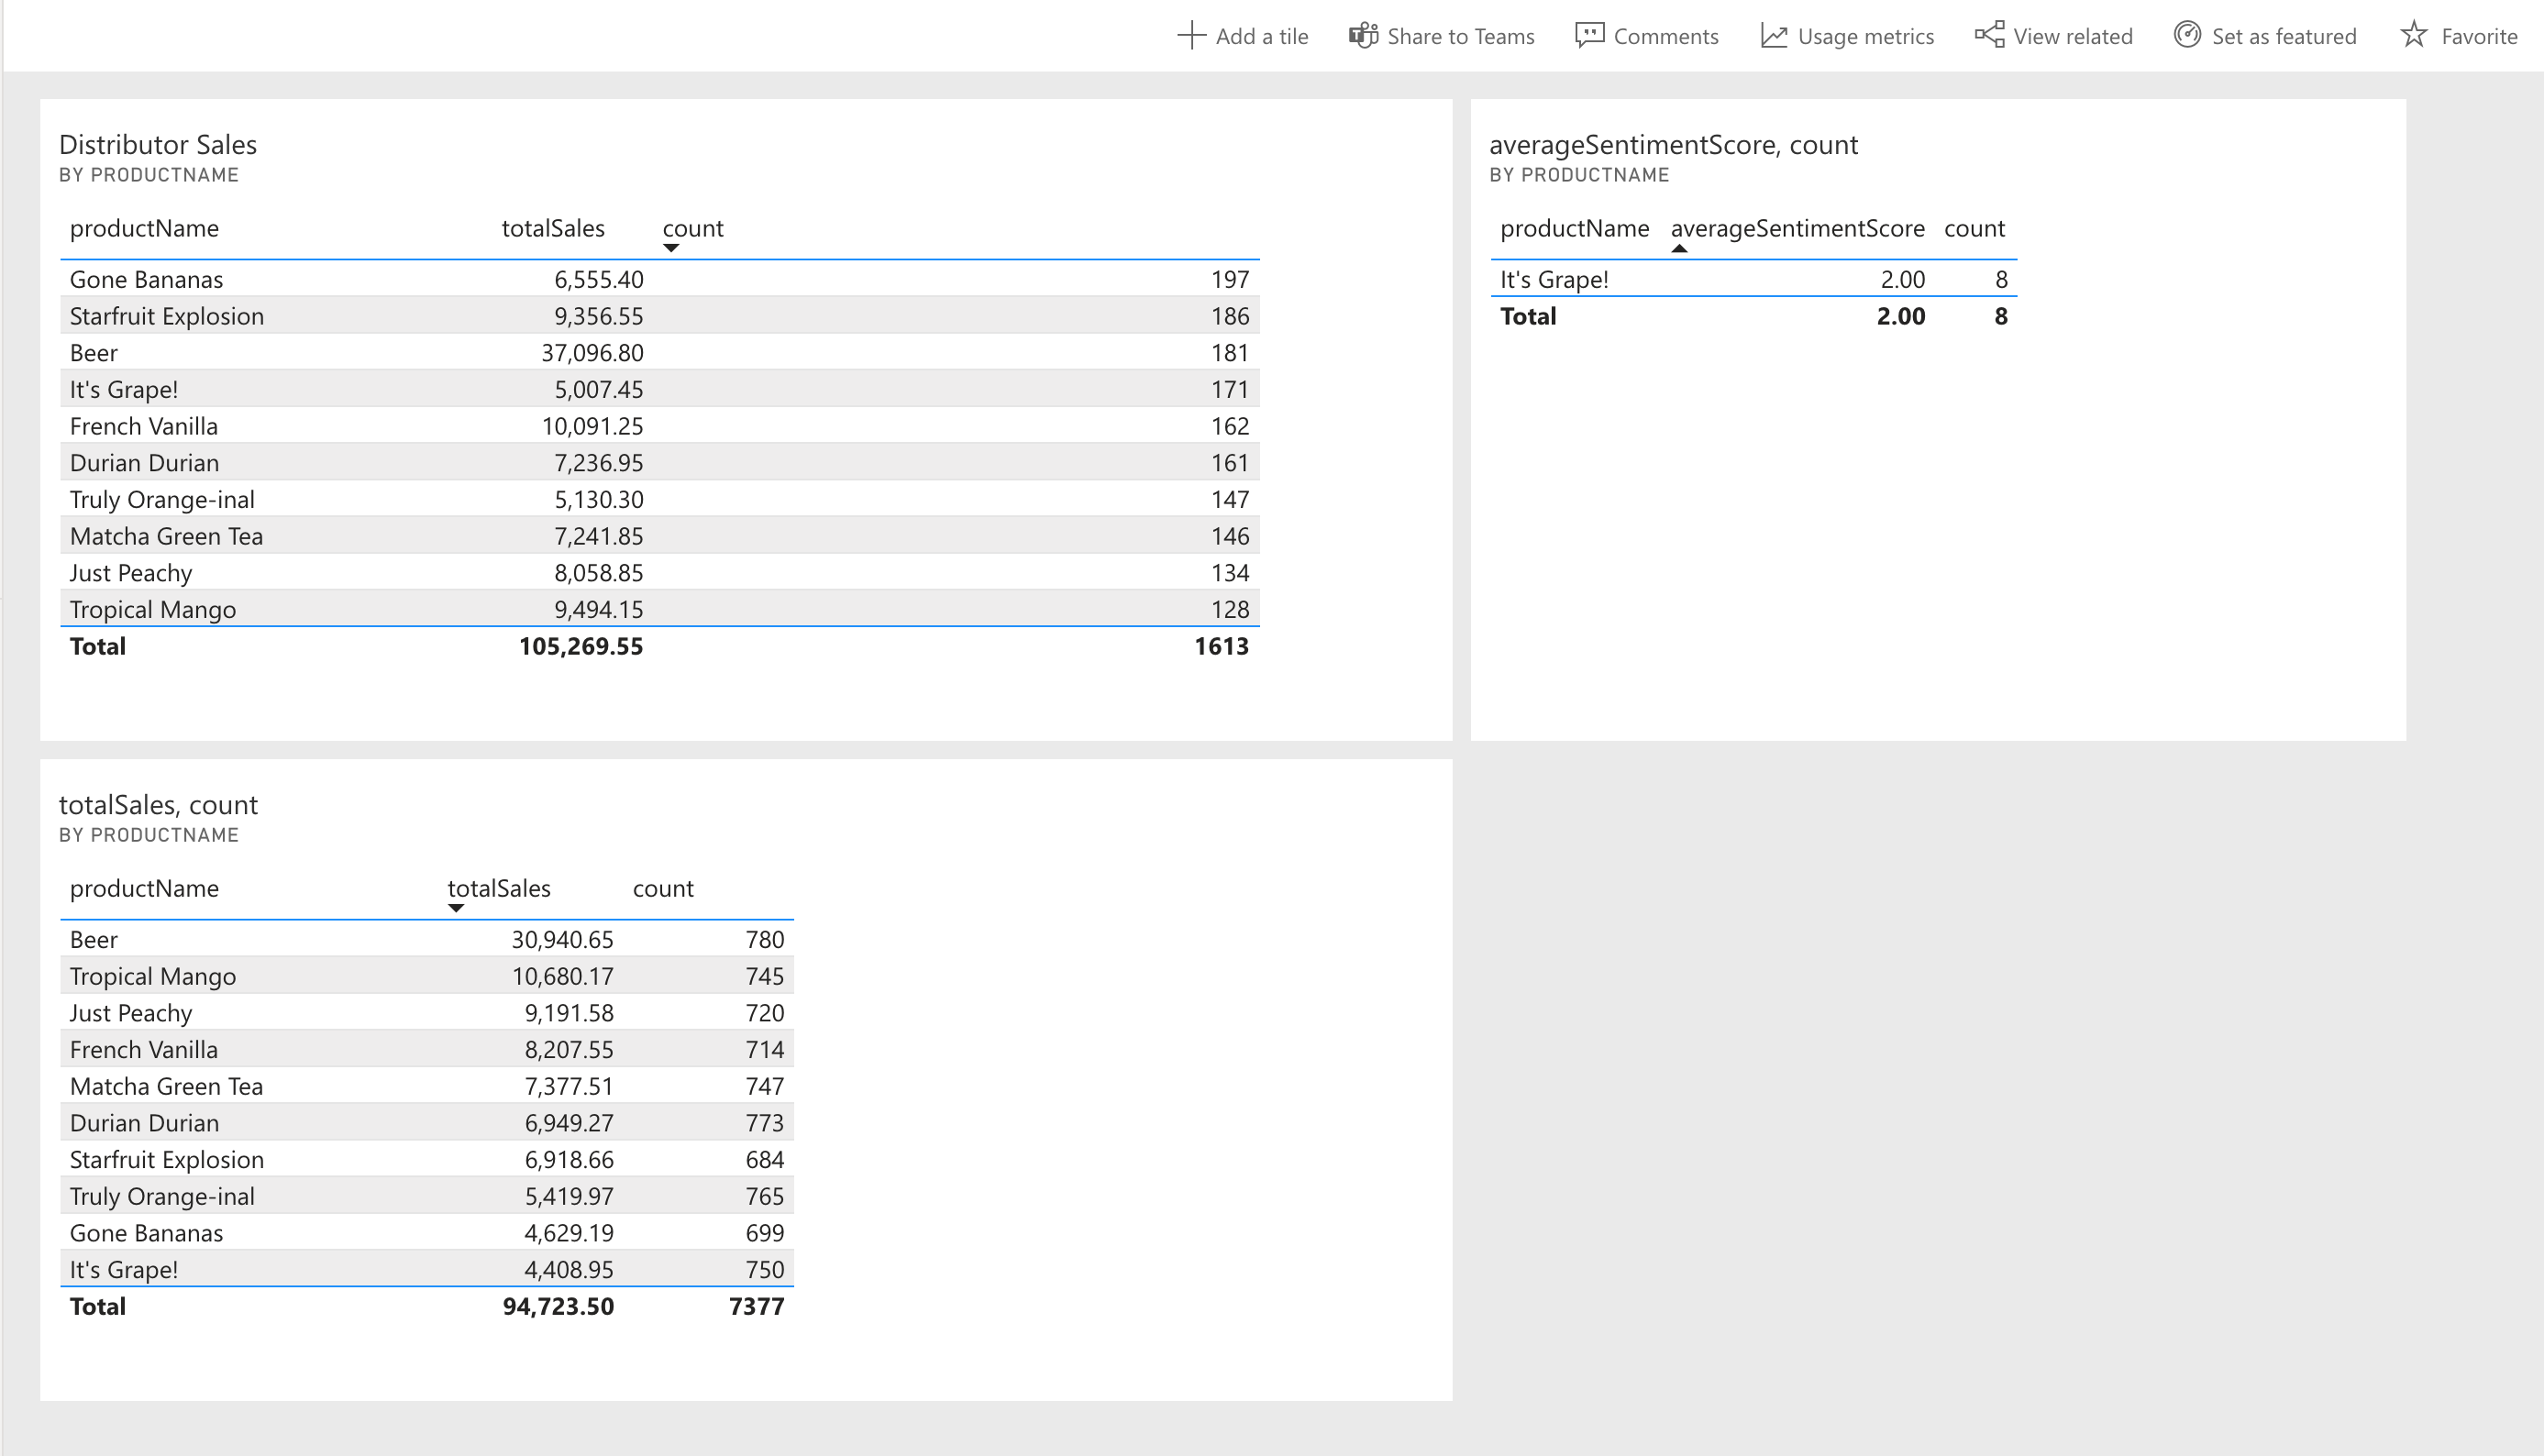 Add a tile Share to Teams Comments Usage metrics View related Set as featured Favorite
Distributor Sales
BY PRODUCTNAME
productName totalSales count
Gone Bananas 6,555.40 197
Starfruit Explosion 9,356.55 186
Beer 37,096.80 181
It's Grape! 5,007.45 171
French Vanilla 10,091.25 162
Durian Durian 7,236.95 161
Truly Orange-inal 5,130.30 147
Matcha Green Tea 7,241.85 146
Just Peachy 8,058.85 134
Tropical Mango 9,494.15 128
Total 105,269.55 1613
averageSentimentScore, count
BY PRODUCTNAME
productName averageSentimentScore count
It's Grape! 2.00 8
Total 2.00 8
totalSales, count
BY PRODUCTNAME
productName totalSales count
Beer 30,940.65 780
Tropical Mango 10,680.17 745
Just Peachy 9,191.58 720
French Vanilla 8,207.55 714
Matcha Green Tea 7,377.51 747
Durian Durian 6,949.27 773
Starfruit Explosion 6,918.66 684
Truly Orange-inal 5,419.97 765
Gone Bananas 4,629.19 699
It's Grape! 4,408.95 750
Total 94,723.50 7377